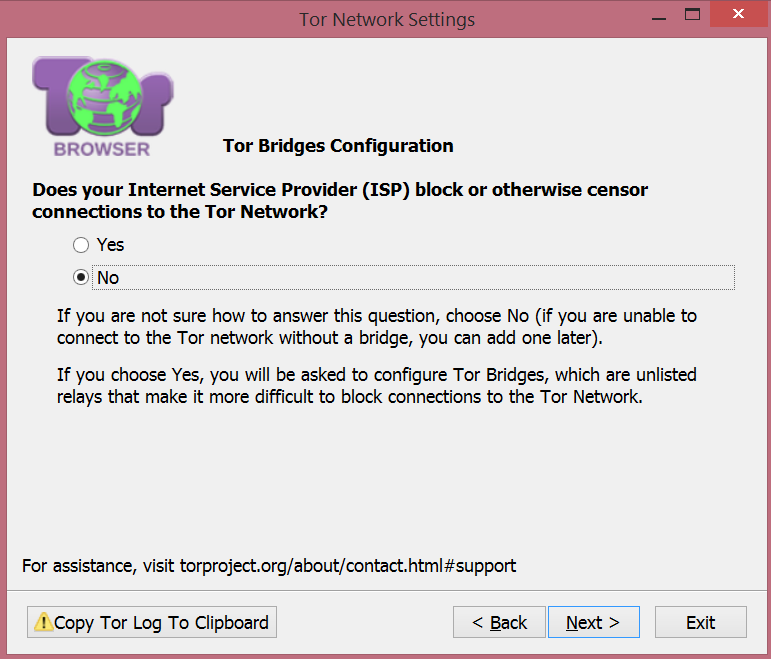 Tor Network Settings
Tor
BROWSER
Tor Bridges Configuration
Does your Internet Service Provider (ISP) block or otherwise censor
connections to the Tor Network?
Yes
No
If you are not sure how to answer this question, choose No (if you are unable to
connect to the Tor network without a bridge, you can add one later).
If you choose Yes, you will be asked to configure Tor Bridges, which are unlisted
relays that make it more difficult to block connections to the Tor Network.
For assistance, visit torproject.org/about/contact.html#support
Copy Tor Log To Clipboard
< Back
Next >
Exit